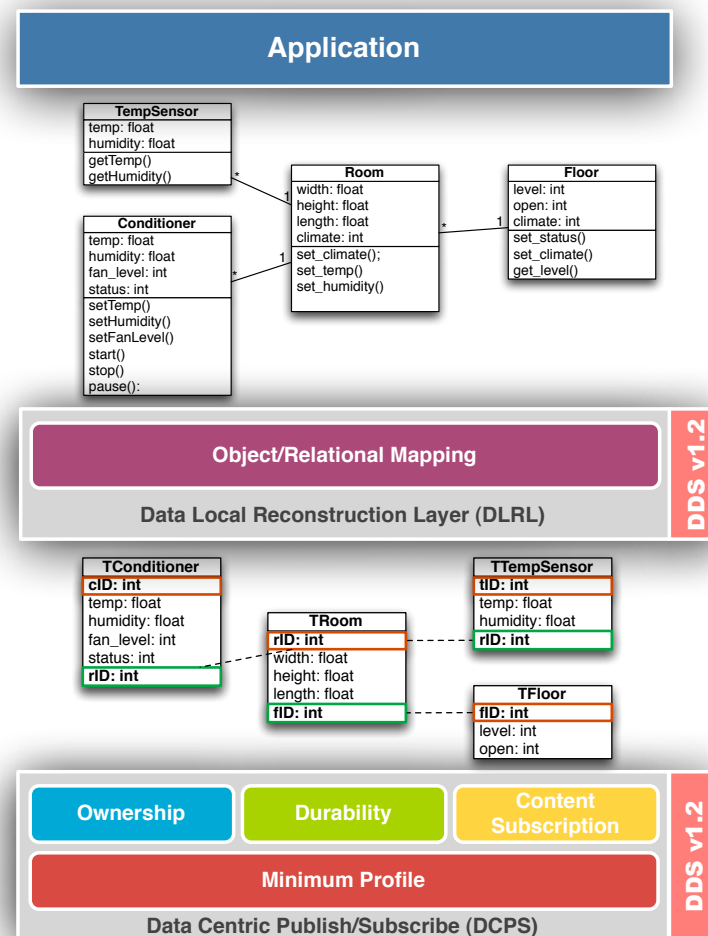 Application
TempSensor
temp: float
humidity: float
getTemp()
getHumidity()
*
1
Room
width: float
height: float
length: float
climate: int
set_climate();
set_temp()
set_humidity()
*
1
Floor
level: int
open: int
climate: int
set_status()
set_climate()
get_level()
Conditioner
temp: float
humidity: float
fan_level: int
status: int
setTemp()
setHumidity()
setFanLevel()
start()
stop()
pause():
*
1
Object/Relational Mapping
Data Local Reconstruction Layer (DLRL)
DDS v1.2
TConditioner
cID: int
temp: float
humidity: float
fan_level: int
status: int
rID: int
TRoom
rID: int
width: float
height: float
length: float
fID: int
TTempSensor
tID: int
temp: float
humidity: float
rID: int
TFloor
fID: int
level: int
open: int
Ownership
Durability
Content
Subscription
Minimum Profile
Data Centric Publish/Subscribe (DCPS)
DDS v1.2